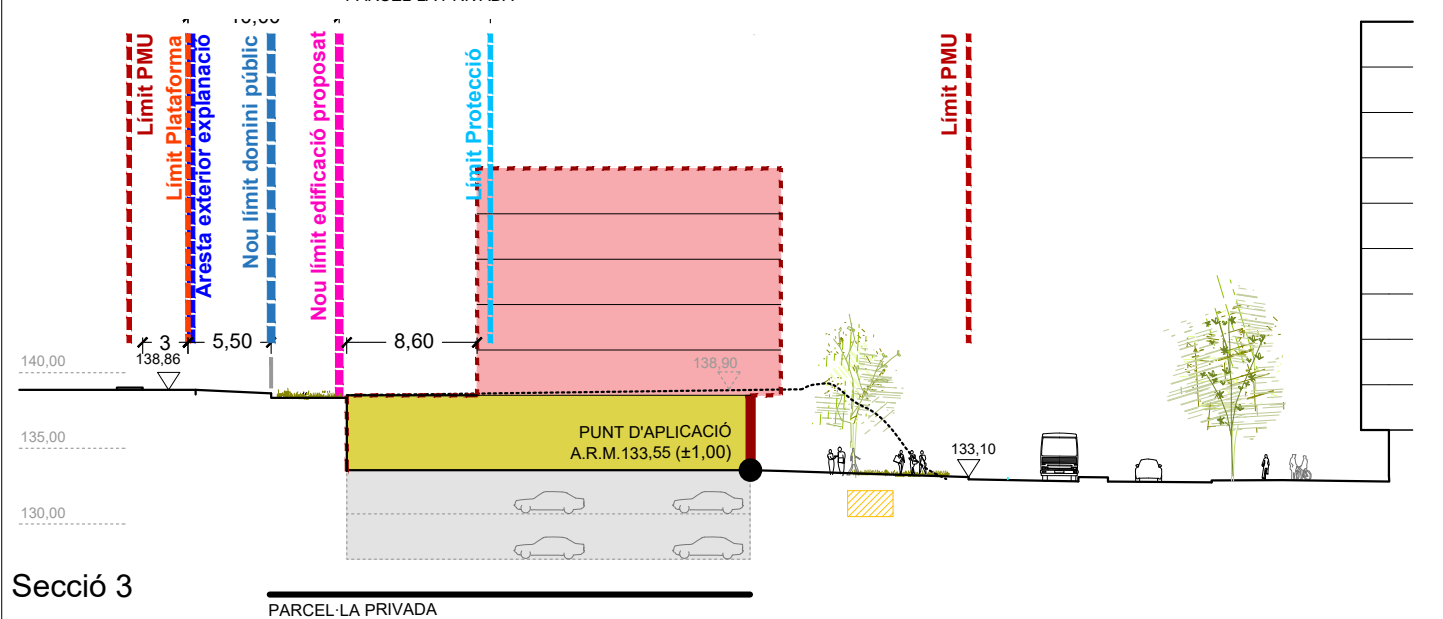 Límit PMU
Límit Plataforma
Aresta exterior explanació
Nou límit domini públic
Nou límit edificació proposat
Límit Protecció
Límit PMU
3
5,50
8,60
138,86
140,00
138,90
135,00
PUNT D'APLICACIÓ
A.R.M.133,55 (±1,00)
133,10
130,00
Secció 3
PARCEL·LA PRIVADA